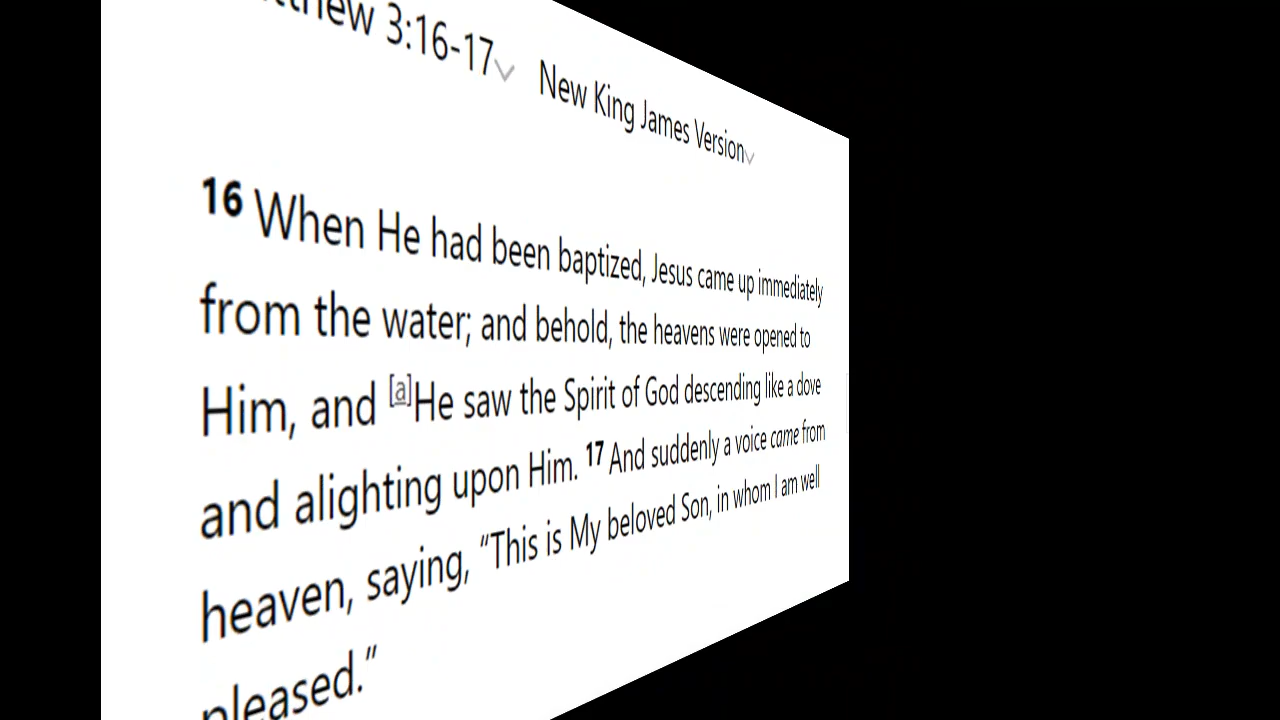 3:16-17 New King James Version
16 When He had been baptized, Jesus came up immediately
from the water; and behold, the heavens were opened to
Him, and [a]He saw the Spirit of God descending like a dove
and alighting upon Him. 17 And suddenly a voice came from
heaven, saying, “This is My beloved Son, in whom I am well
pleased.”